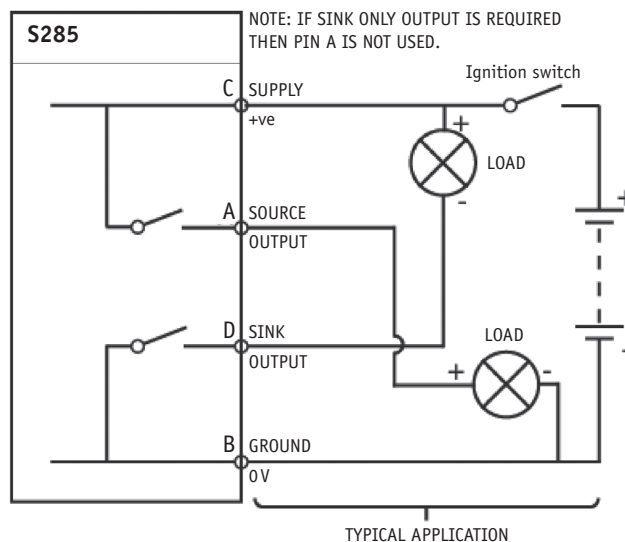 S285
NOTE: IF SINK ONLY OUTPUT IS REQUIRED
THEN PIN A IS NOT USED.
Ignition switch
C SUPPLY
+ve
+
LOAD
-
A SOURCE
OUTPUT
+
D SINK
OUTPUT
LOAD
+ -
-
B GROUND
0V
TYPICAL APPLICATION